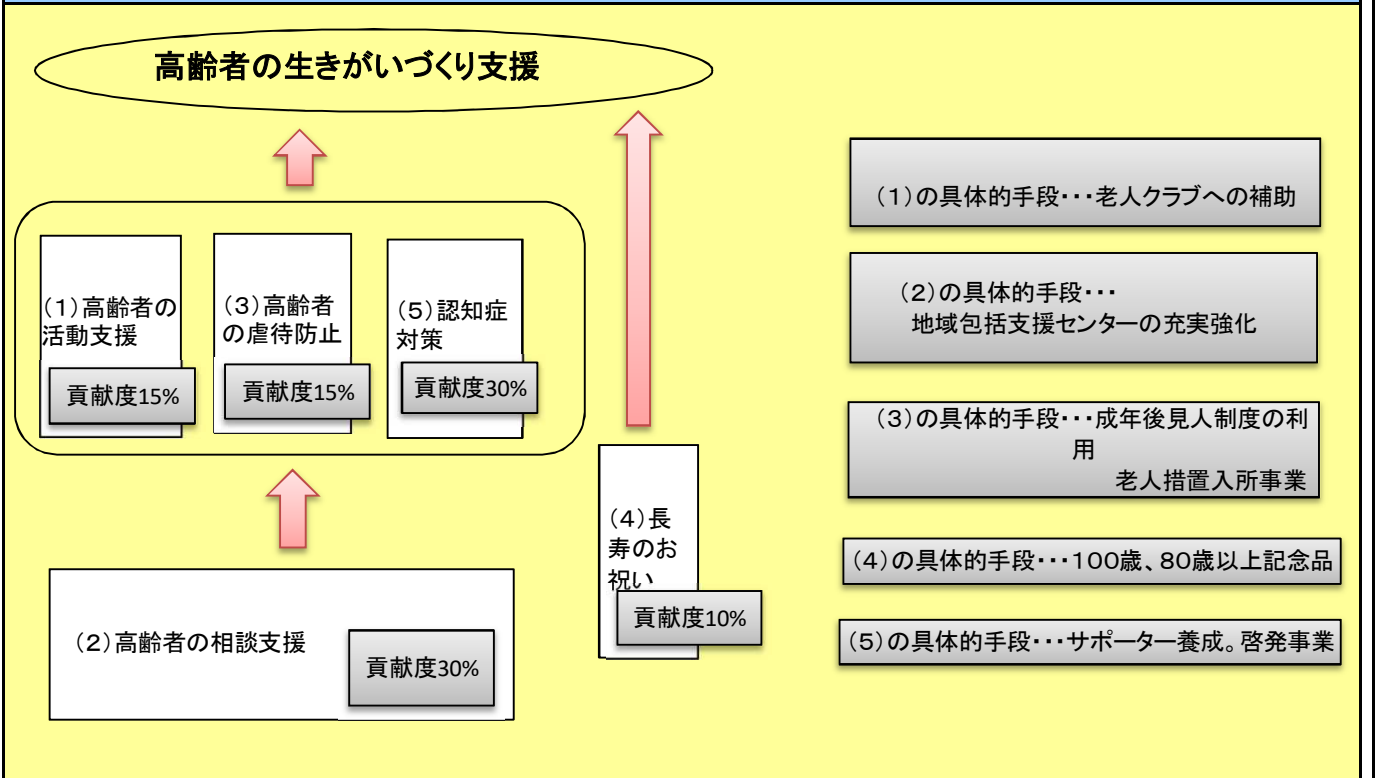 高齢者の生きがいづくり支援
(1)高齢者の
活動支援
貢献度15%
(3)高齢者
の虐待防止
貢献度15%
(5)認知症
対策
貢献度30%
(2)高齢者の相談支援
貢献度30%
(4)長
寿のお
祝い
貢献度10%
(1)の具体的手段・・・老人クラブへの補助
(2)の具体的手段・・・
地域包括支援センターの充実強化
(3)の具体的手段・・・成年後見人制度の利
用
老人措置入所事業
(4)の具体的手段・・・100歳、80歳以上記念品
(5)の具体的手段・・・サポーター養成。啓発事業